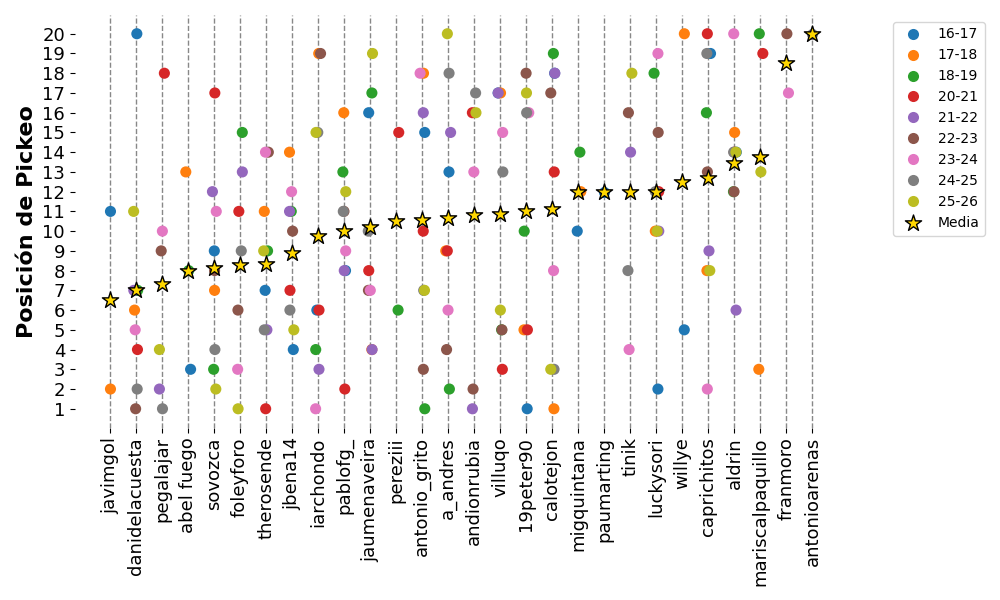 Posición de Pickeo
20
19
18
17
16
15
14
13
12
11
10
9
8
7
6
5
4
3
2
1
javimgol
danidelacuesta
pegalajar
abel fuego
sovozca
foleyforo
therosende
jbena14
iarchondo
pablofg_
jaumenaveira
pereziii
antonio_grito
a_andres
andionrubia
villuqo
19peter90
calotejon
migquintana
paumarting
tinik
luckysori
willye
caprichitos
aldrin
mariscalpaquillo
franmoro
antonioarenas
16-17
17-18
18-19
20-21
21-22
22-23
23-24
24-25
25-26
Media